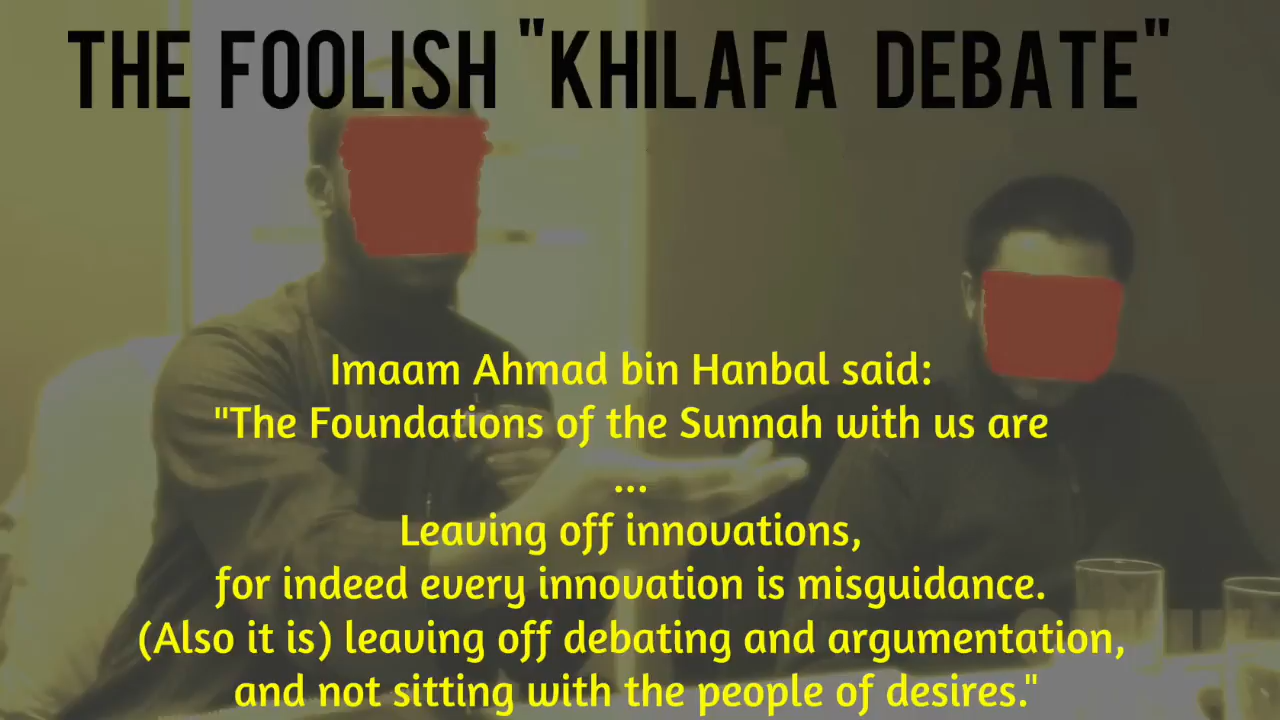 THE FOOLISH "KHILAFA DEBATE"
Imaam Ahmad bin Hanbal said:
"The Foundations of the Sunnah with us are
...
Leaving off innovations,
for indeed every innovation is misguidance.
(Also it is) leaving off debating and argumentation,
and not sitting with the people of desires."